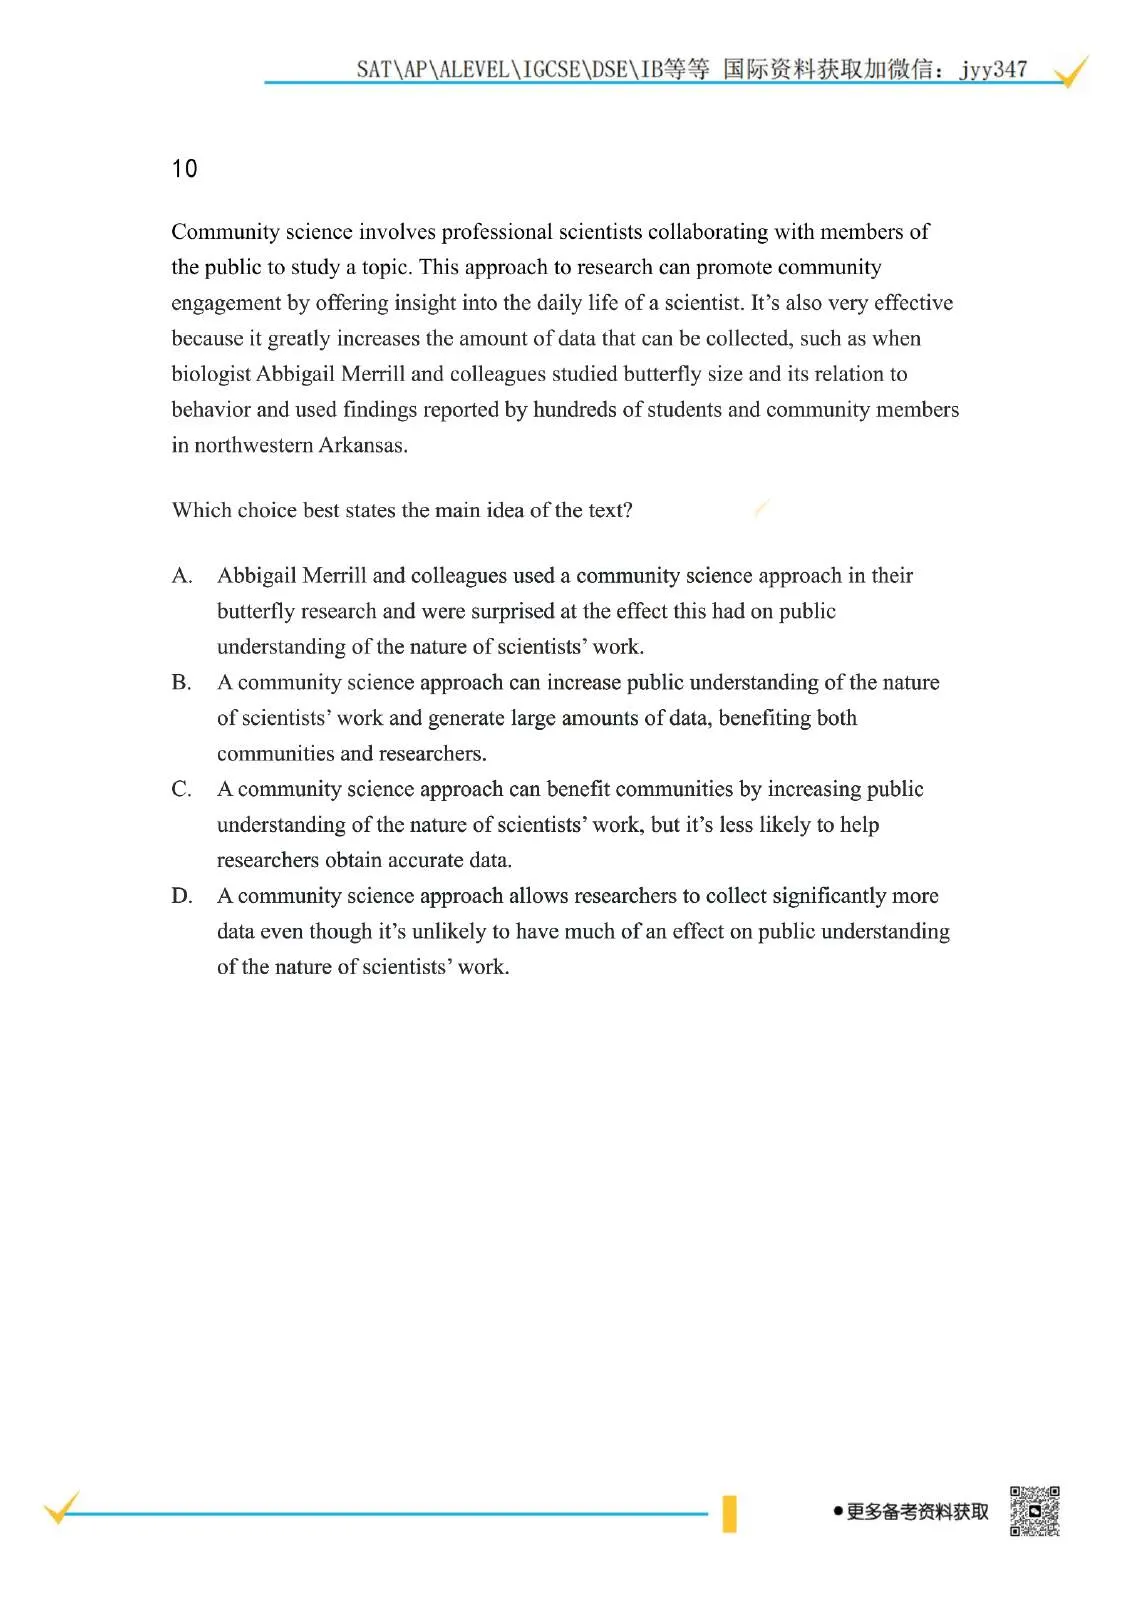 SAT\AP\ALEVEL\IGCSE\DSE\IB等等 国际资料获取加微信：jyy347
10
Community science involves professional scientists collaborating with members of
the public to study a topic. This approach to research can promote community
engagement by offering insight into the daily life of a scientist. It’s also very effective
because it greatly increases the amount of data that can be collected, such as when
biologist Abbigail Merrill and colleagues studied butterfly size and its relation to
behavior and used findings reported by hundreds of students and community members
in northwestern Arkansas.
Which choice best states the main idea of the text?
A. Abbigail Merrill and colleagues used a community science approach in their
butterfly research and were surprised at the effect this had on public
understanding of the nature of scientists’ work.
B. A community science approach can increase public understanding of the nature
of scientists’ work and generate large amounts of data, benefiting both
communities and researchers.
C. A community science approach can benefit communities by increasing public
understanding of the nature of scientists’ work, but it’s less likely to help
researchers obtain accurate data.
D. A community science approach allows researchers to collect significantly more
data even though it’s unlikely to have much of an effect on public understanding
of the nature of scientists’ work.
●更多备考资料获取